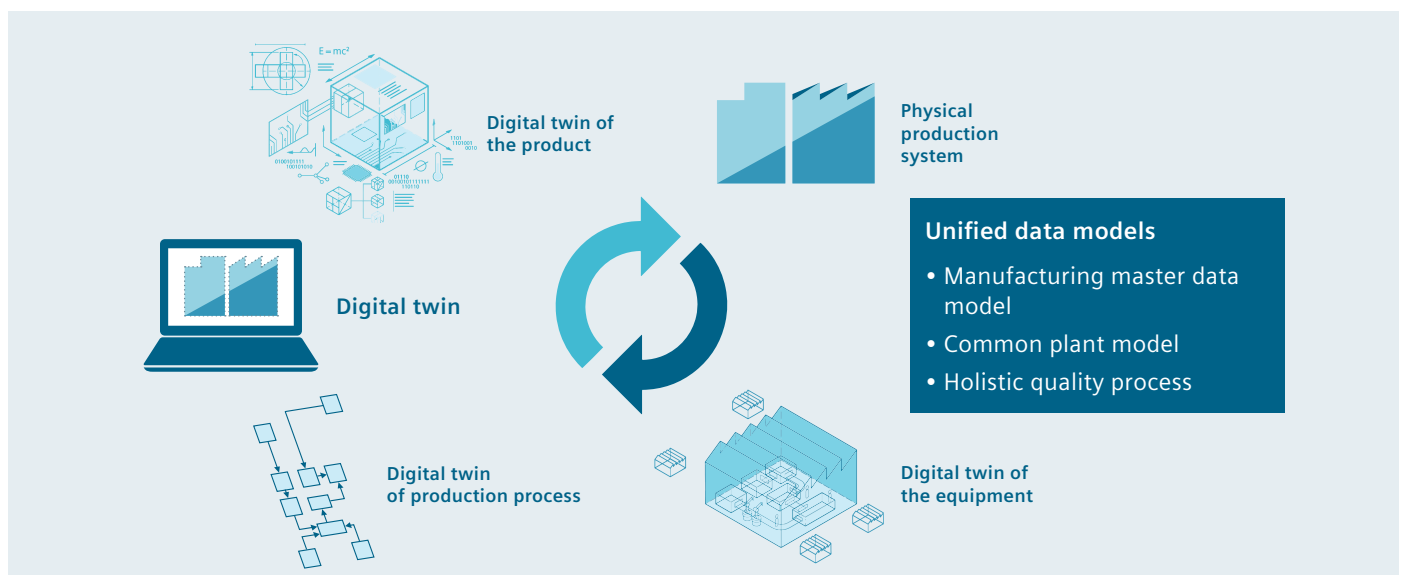 E = mc²
Digital twin of
the product
1101
1101001
0010
0100101111
100101010
01110
00100101111111
110110
Physical
production
system
Digital twin
Unified data models
• Manufacturing master data
model
• Common plant model
• Holistic quality process
Digital twin
of production process
Digital twin of
the equipment